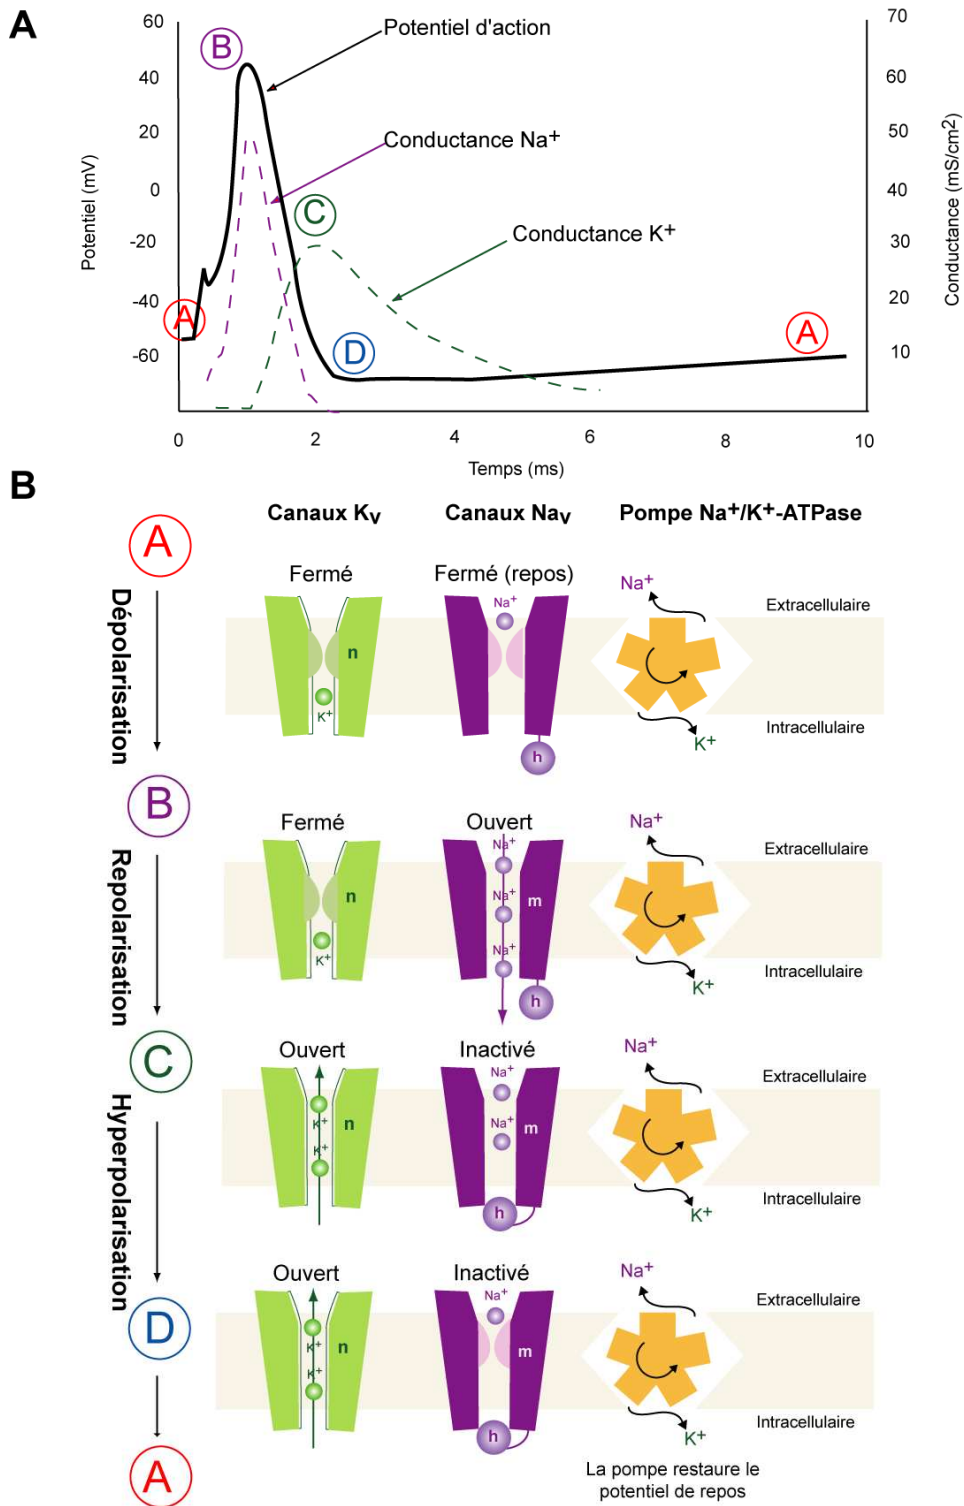 A
Potentiel (mV)
60
40
20
0
-20
-40
-60
70
60
50
40
30
20
10
Conductance (mS/cm2)
B
Potentiel d'action
Conductance Na+
C
Conductance K+
A
D
A
0
2
4
6
8
10
Temps (ms)
B
Canaux Kv
Canaux Nav
Pompe Na+/K+-ATPase
A
Dépolarisation
Fermé
Fermé (repos)
Na+
Na+
Extracellulaire
n
K+
Intracellulaire
K+
h
B
Repolarisation
Fermé
Ouvert
Na+
Na+
Extracellulaire
n
Na+
m
Na+
K+
Intracellulaire
K+
h
C
Hyperpolarisation
Ouvert
Inactivé
Na+
Na+
Extracellulaire
K+
n
Na+
m
K+
Intracellulaire
K+
h
D
Ouvert
Inactivé
Na+
Na+
Extracellulaire
K+
n
m
K+
Intracellulaire
K+
h
A
La pompe restaure le
potentiel de repos